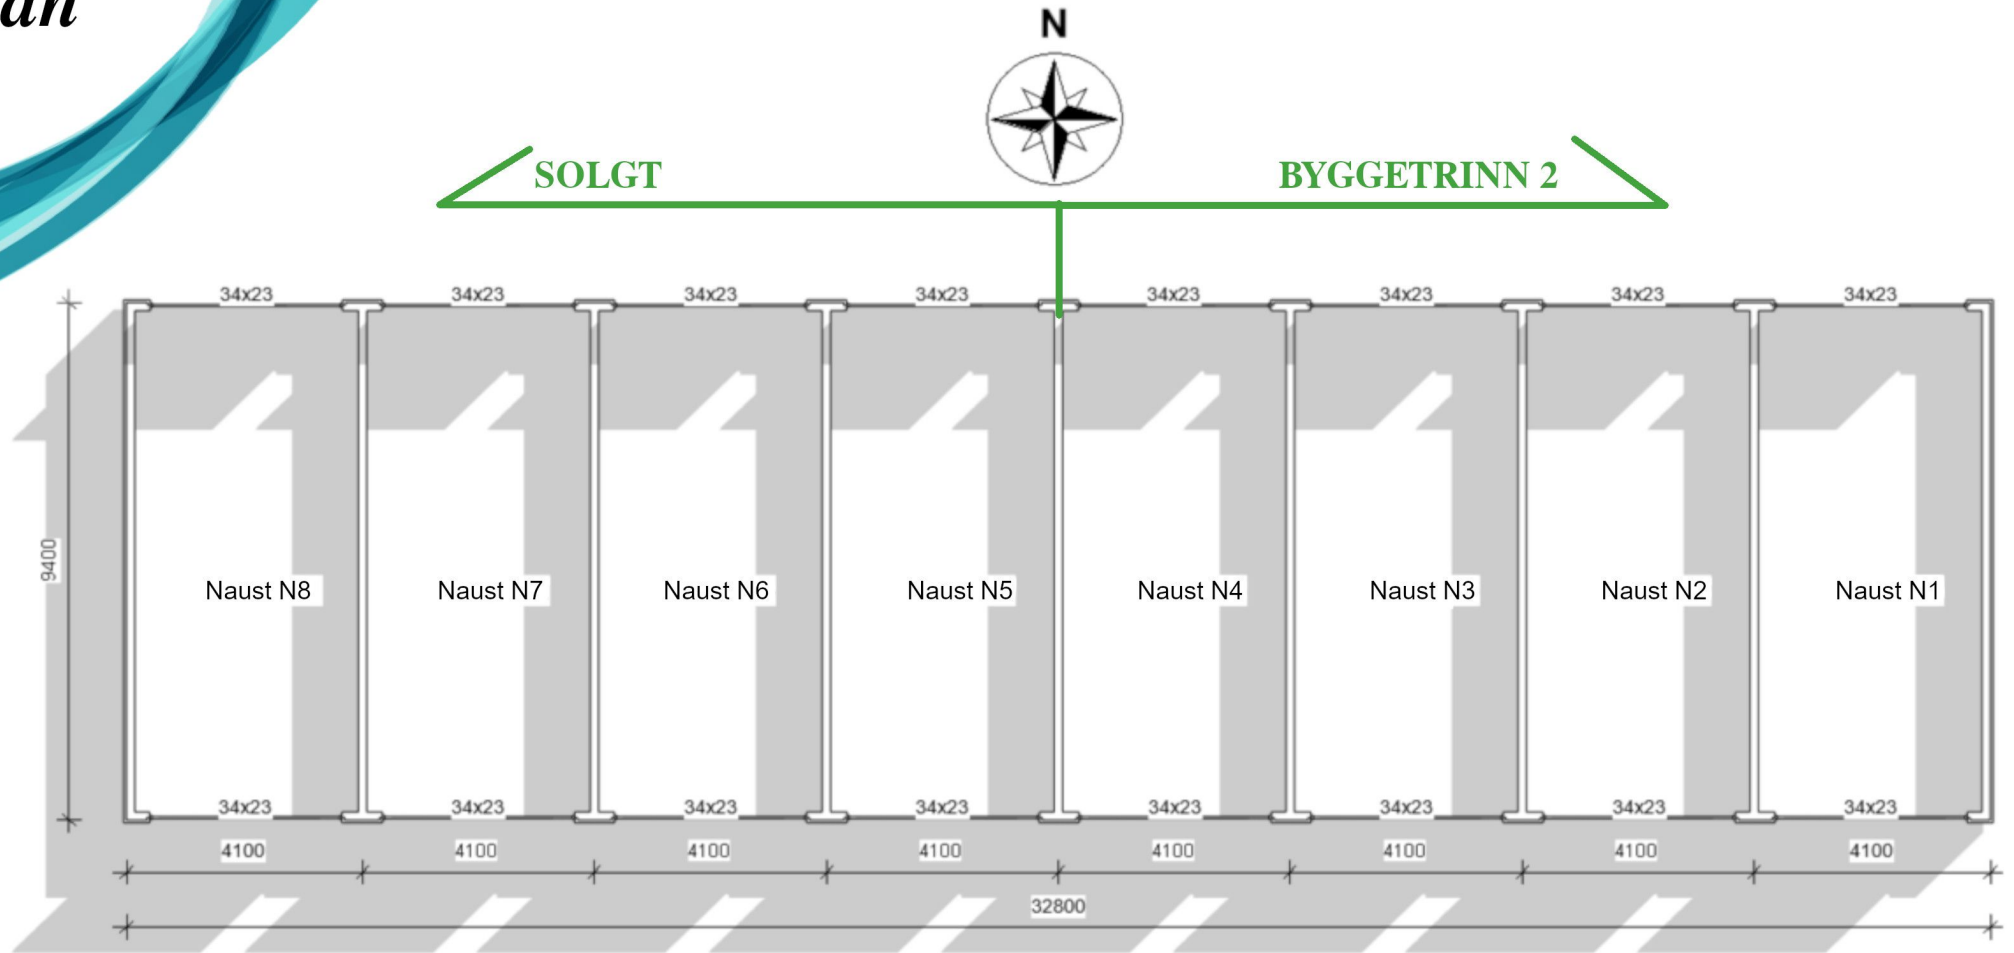 an
N
SOLGT BYGGETRINN 2
34x23 34x23 34x23 34x23 34x23 34x23 34x23 34x23
9400
Naust N8 Naust N7 Naust N6 Naust N5 Naust N4 Naust N3 Naust N2 Naust N1
34x23 34x23 34x23 34x23 34x23 34x23 34x23 34x23
4100 4100 4100 4100 4100 4100 4100 4100
32800